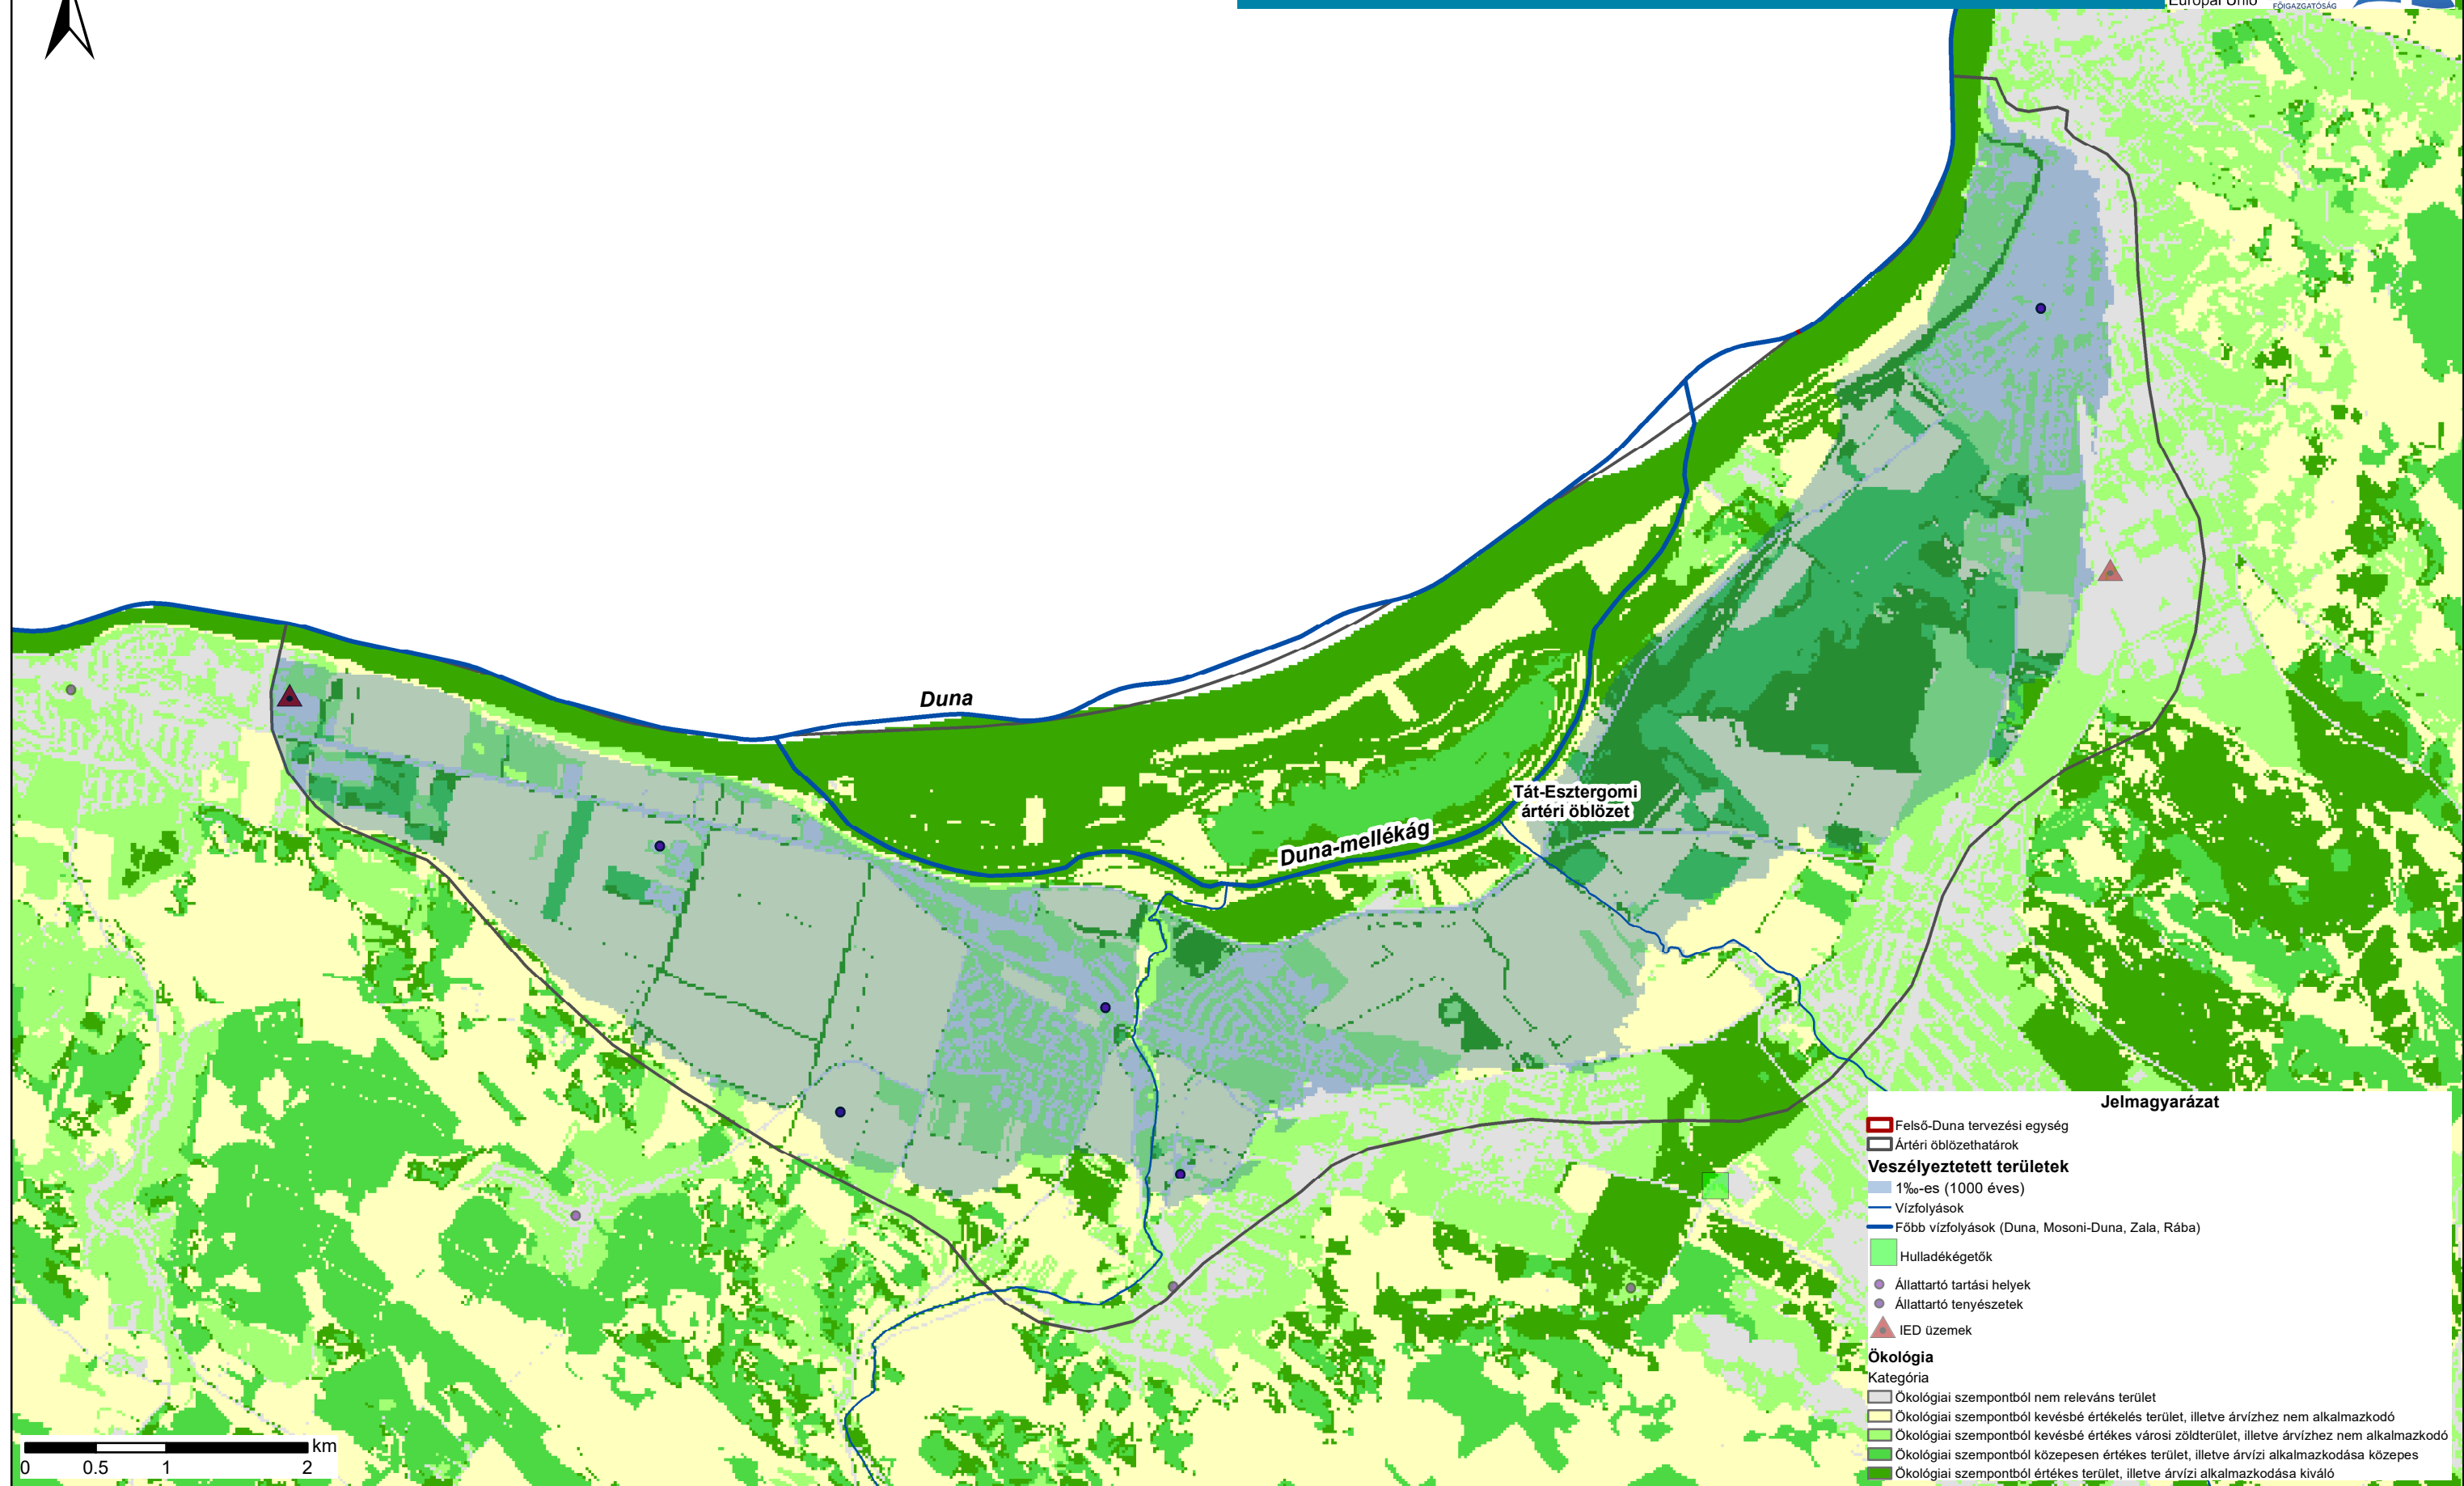 Európai Unió
FŐIGAZGATÓSÁG
Duna
Tát-Esztergomi
ártéri öblözet
Duna-mellékág
Jelmagyarázat
Felső-Duna tervezési egység
Ártéri öblözethatárok
Veszélyeztetett területek
1‰-es (1000 éves)
Vízfolyások
Főbb vízfolyások (Duna, Mosoni-Duna, Zala, Rába)
Hulladékégetők
Állattartó tartási helyek
Állattartó tenyészetek
IED üzemek
Ökológia
Kategória
Ökológiai szempontból nem releváns terület
Ökológiai szempontból kevésbé értékelés terület, illetve árvízhez nem alkalmazkodó
Ökológiai szempontból kevésbé értékes városi zöldterület, illetve árvízhez nem alkalmazkodó
Ökológiai szempontból közepesen értékes terület, illetve árvízi alkalmazkodása közepes
Ökológiai szempontból értékes terület, illetve árvízi alkalmazkodása kiváló
km
0 0.5 1 2